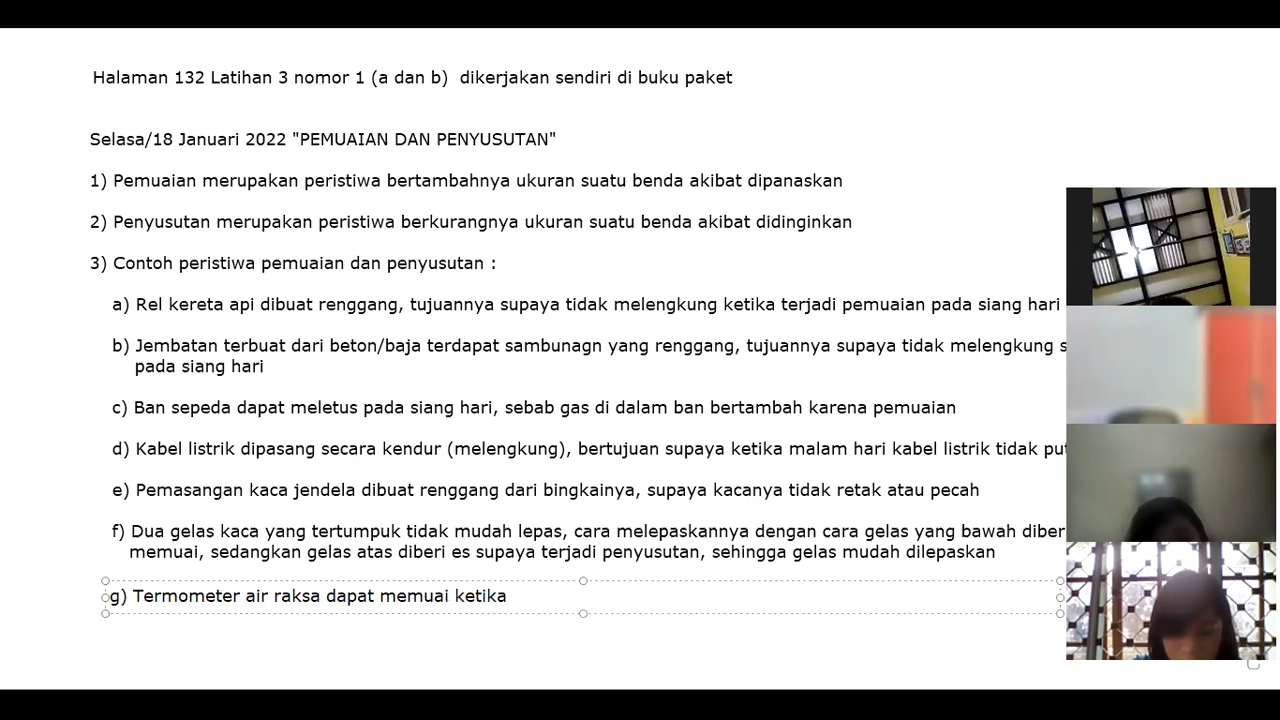 Halaman 132 Latihan 3 nomor 1 (a dan b)  dikerjakan sendiri di buku paket
Selasa/18 Januari 2022 "PEMUAIAN DAN PENYUSUTAN"
1) Pemuaian merupakan peristiwa bertambahnya ukuran suatu benda akibat dipanaskan
2) Penyusutan merupakan peristiwa berkurangnya ukuran suatu benda akibat didinginkan
3) Contoh peristiwa pemuaian dan penyusutan :
a) Rel kereta api dibuat renggang, tujuannya supaya tidak melengkung ketika terjadi pemuaian pada siang hari
b) Jembatan terbuat dari beton/baja terdapat sambunagn yang renggang, tujuannya supaya tidak melengkung
pada siang hari
c) Ban sepeda dapat meletus pada siang hari, sebab gas di dalam ban bertambah karena pemuaian
d) Kabel listrik dipasang secara kendur (melengkung), bertujuan supaya ketika malam hari kabel listrik tidak
e) Pemasangan kaca jendela dibuat renggang dari bingkainya, supaya kacanya tidak retak atau pecah
f) Dua gelas kaca yang tertumpuk tidak mudah lepas, cara melepaskannya dengan cara gelas yang bawah
memuai, sedangkan gelas atas diberi es supaya terjadi penyusutan, sehingga gelas mudah dilepaskan
g) Termometer air raksa dapat memuai ketika